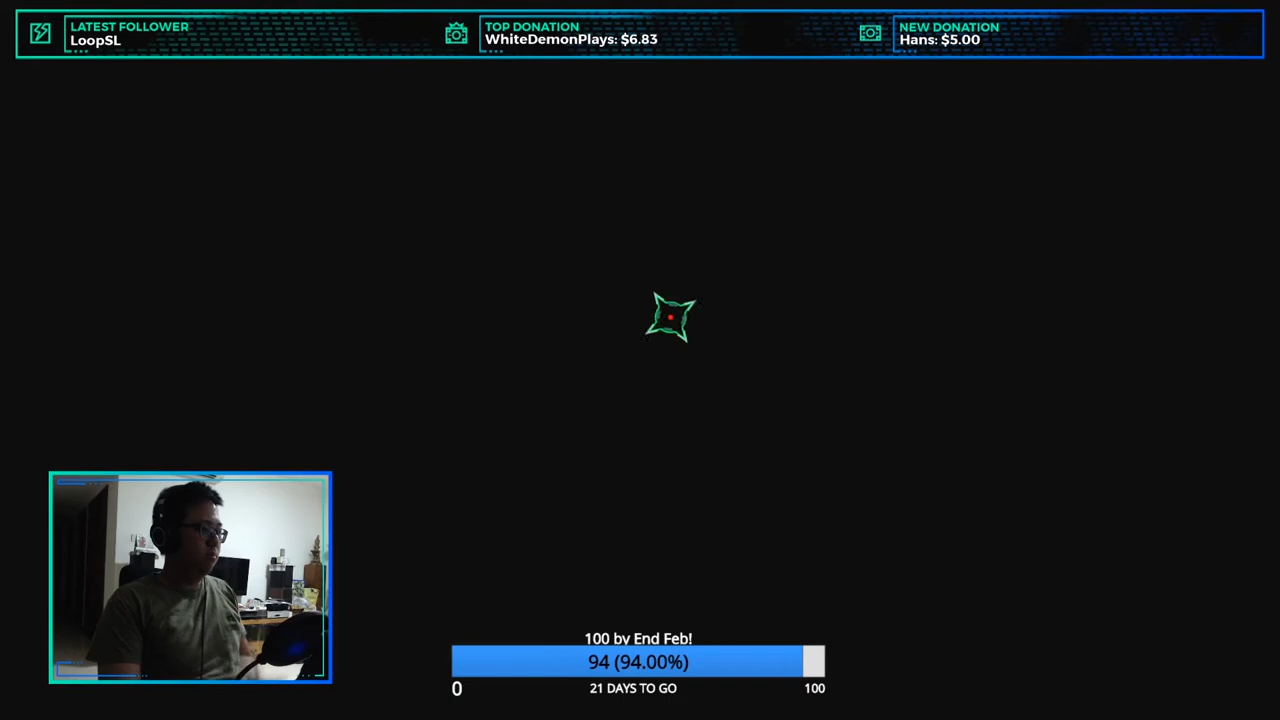 LATEST FOLLOWER
LoopSL
TOP DONATION
WhiteDemonPlays: $6.83
NEW DONATION
Hans: $5.00
100 by End Feb!
94 (94.00%)
0
21 DAYS TO GO
100